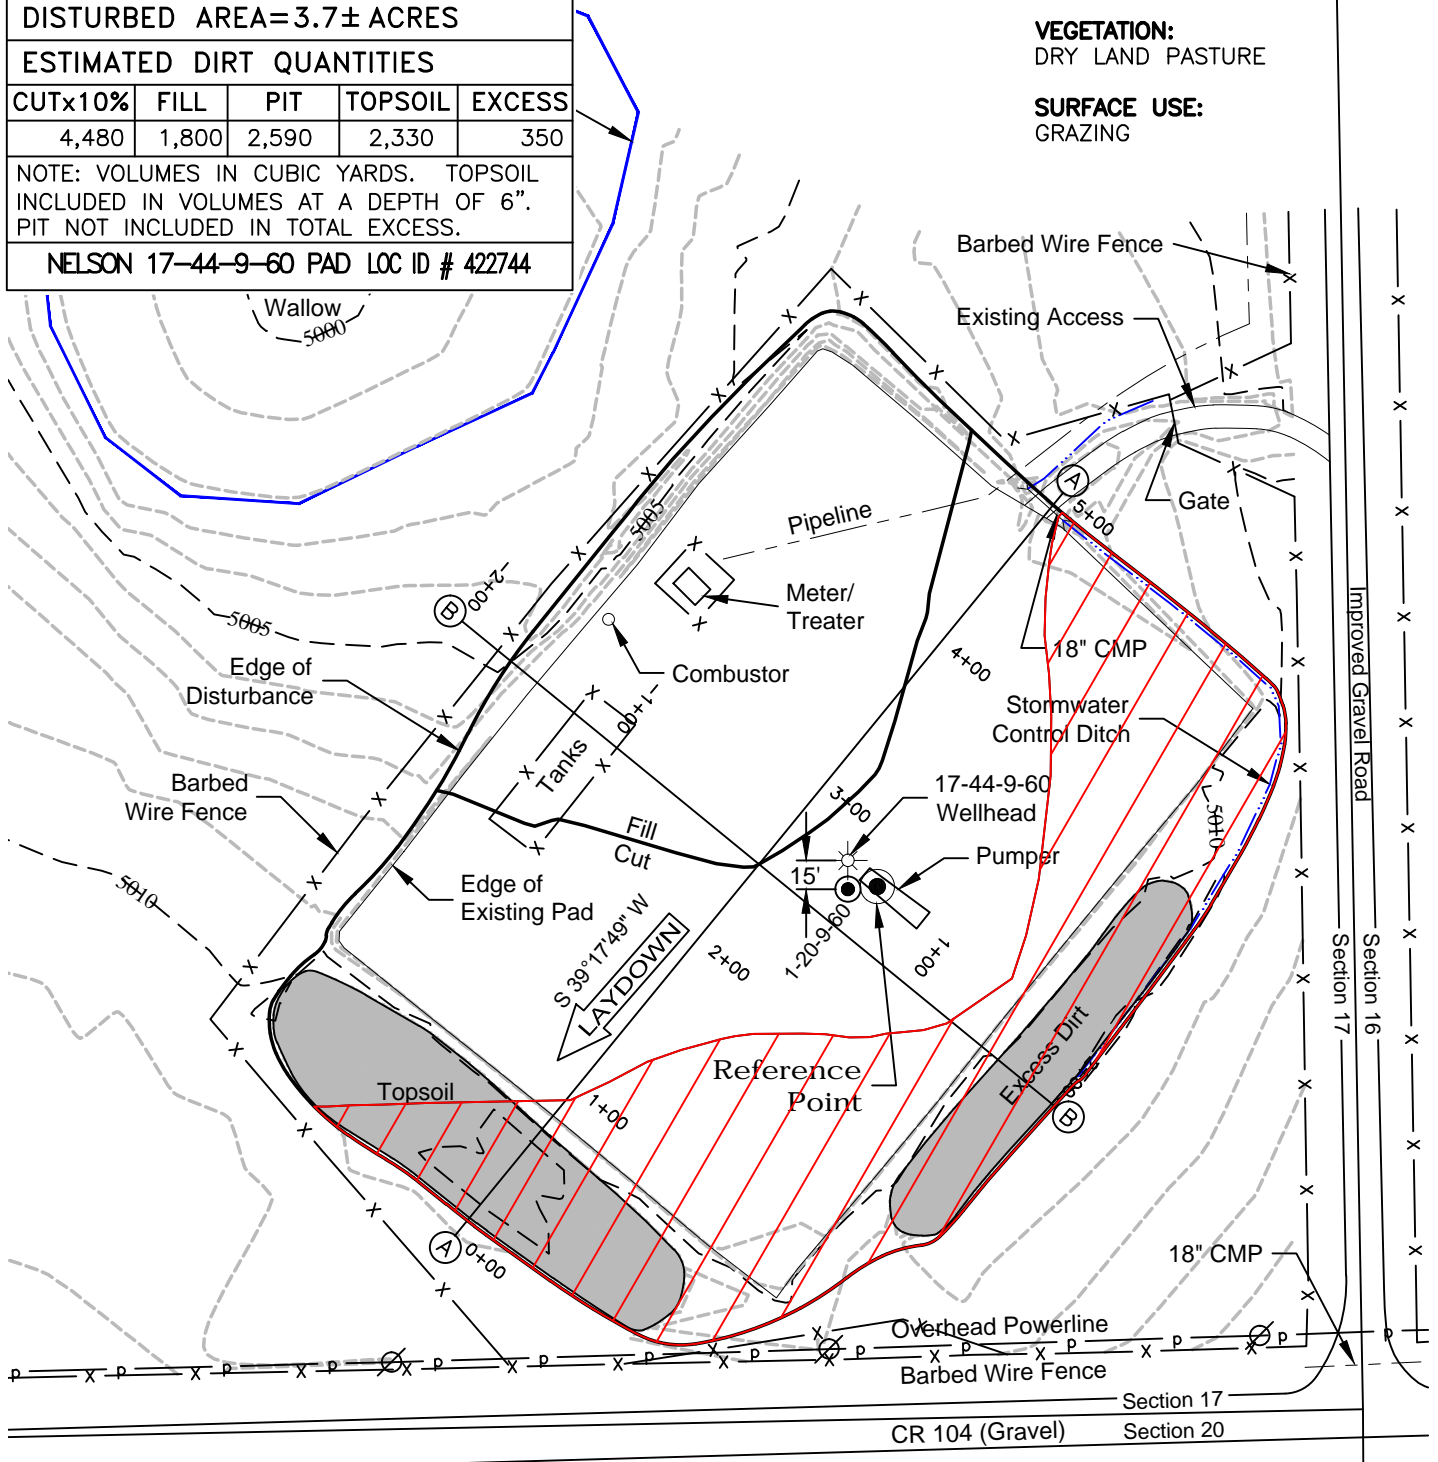 DISTURBED AREA=3.7± ACRES
ESTIMATED DIRT QUANTITIES
CUTx10% FILL PIT TOPSOIL EXCESS
4,480 1,800 2,590 2,330 350
NOTE: VOLUMES IN CUBIC YARDS. TOPSOIL
INCLUDED IN VOLUMES AT A DEPTH OF 6".
PIT NOT INCLUDED IN TOTAL EXCESS.
NELSON 17-44-9-60 PAD LOC ID # 422744
VEGETATION:
DRY LAND PASTURE
SURFACE USE:
GRAZING
Wallow
5000
Barbed Wire Fence
Existing Access
Gate
A
5+00
Pipeline
5005
Meter/
Treater
-2+00
B
5005
Combustor
18" CMP
4+00
Edge of
Disturbance
-1+00
Tanks
Stormwater
Control Ditch
Improved Gravel Road
Barbed
Wire Fence
17-44-9-60
Wellhead
3+00
Fill
Cut
Pumper
5010
15'
5010
Edge of
Existing Pad
S 39°17'49" W
LAYDOWN
2+00
1-20-9-60
1+00
Section 17
Section 16
Excess Dirt
Reference
Point
Topsoil
1+00
B
A
0+00
18" CMP
Overhead Powerline
Barbed Wire Fence
Section 17
CR 104 (Gravel)
Section 20